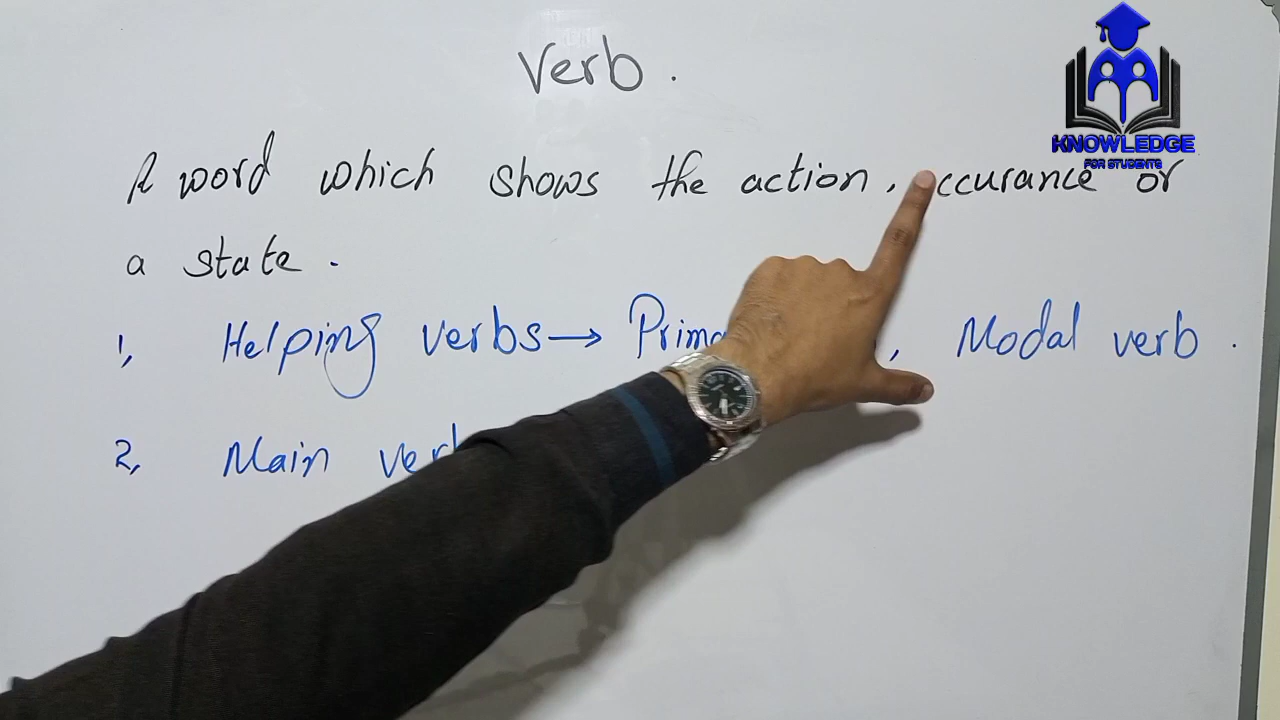 Verb.
KNOWLEDGE
FOR STUDENTS
A word which shows the action, ccurance or
a state.
1, Helping verbs → Prima , Modal verb.
2, Main ver